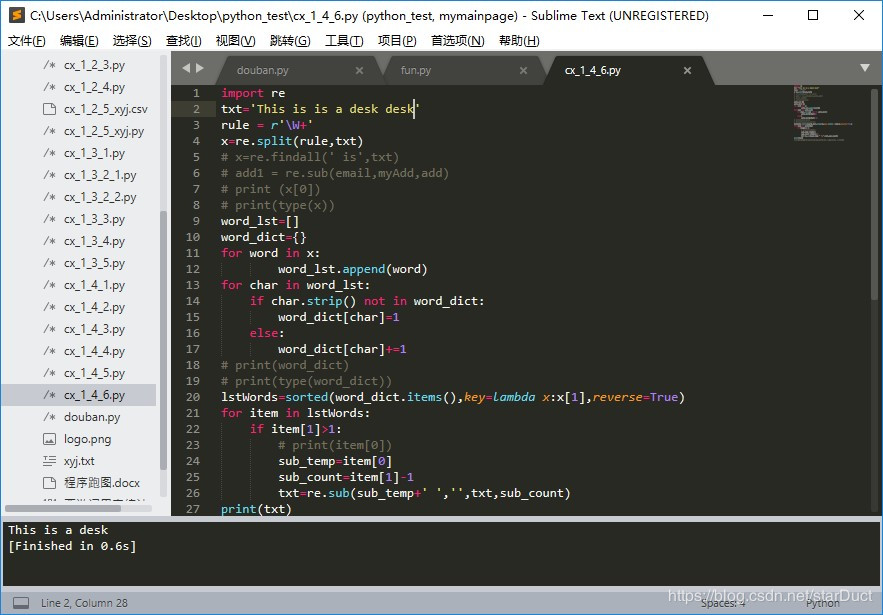 C:\Users\Administrator\Desktop\python_test\cx_1_4_6.py (python_test, mymainpage) - Sublime Text (UNREGISTERED)
文件(F) 编辑(E) 选择(S) 查找(I) 视图(V) 跳转(G) 工具(T) 项目(P) 首选项(N) 帮助(H)
/* cx_1_2_3.py
/* cx_1_2_4.py
cx_1_2_5_xyj.csv
/* cx_1_2_5_xyj.py
/* cx_1_3_1.py
/* cx_1_3_2_1.py
/* cx_1_3_2_2.py
/* cx_1_3_3.py
/* cx_1_3_4.py
/* cx_1_3_5.py
/* cx_1_4_1.py
/* cx_1_4_2.py
/* cx_1_4_3.py
/* cx_1_4_4.py
/* cx_1_4_5.py
/* cx_1_4_6.py
/* douban.py
logo.png
xyj.txt
程序跑图.docx
douban.py × fun.py × cx_1_4_6.py ×
1 import re
2 txt='This is is a desk desk'
3 rule = r'\W+'
4 x=re.split(rule,txt)
5 # x=re.findall(' is',txt)
6 # add1 = re.sub(email,myAdd,add)
7 # print (x[0])
8 # print(type(x))
9 word_lst=[]
10 word_dict={}
11 for word in x:
12         word_lst.append(word)
13 for char in word_lst:
14     if char.strip() not in word_dict:
15         word_dict[char]=1
16     else:
17         word_dict[char]+=1
18 # print(word_dict)
19 # print(type(word_dict))
20 lstWords=sorted(word_dict.items(),key=lambda x:x[1],reverse=True)
21 for item in lstWords:
22     if item[1]>1:
23         # print(item[0])
24         sub_temp=item[0]
25         sub_count=item[1]-1
26         txt=re.sub(sub_temp+' ','',txt,sub_count)
27 print(txt)
This is a desk
[Finished in 0.6s]
Line 2, Column 28 Spaces: 4 Python
https://blog.csdn.net/starDuct